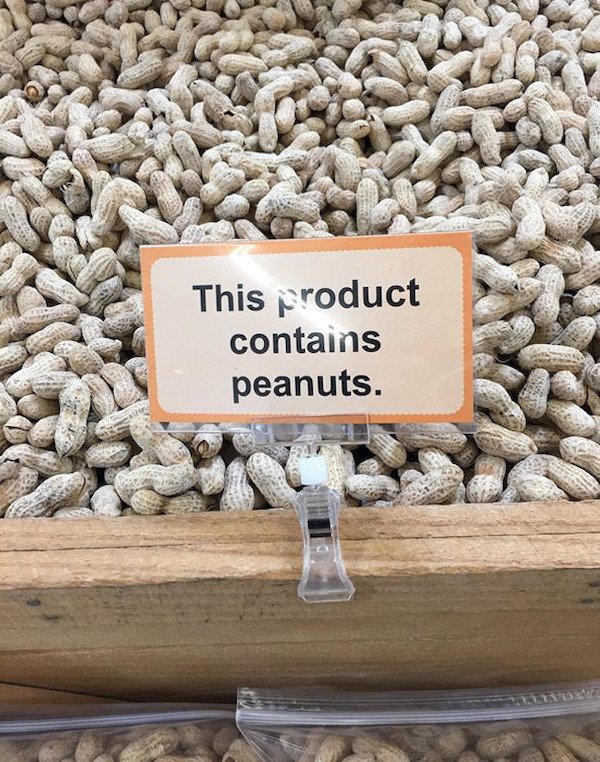 This product
contains
peanuts.